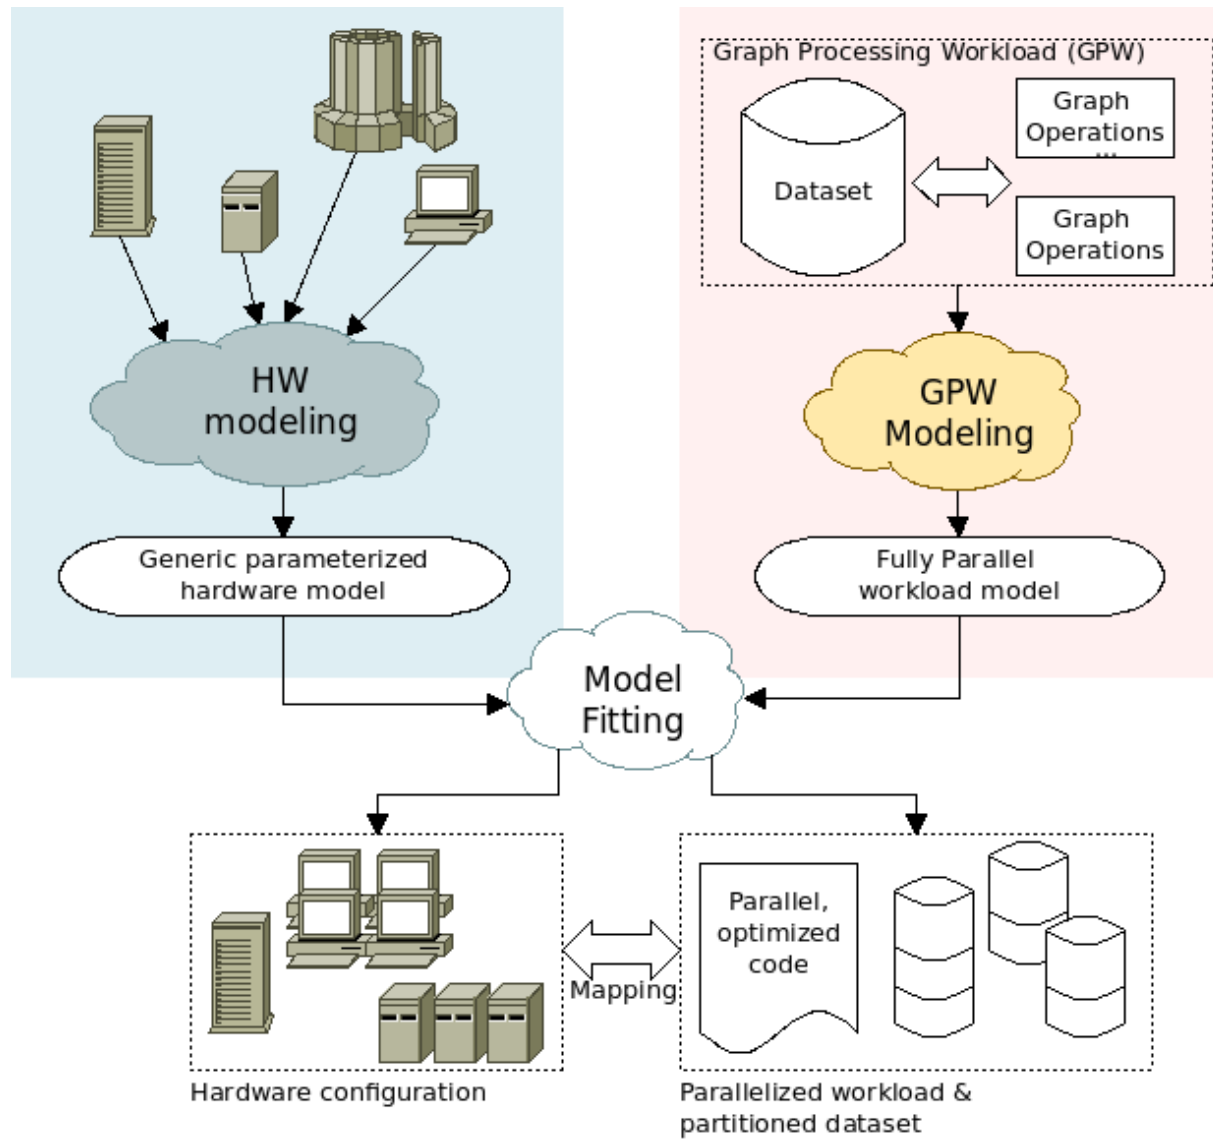 Graph Processing Workload (GPW)
Graph
Operations
...
Dataset
Graph
Operations
HW
modeling
GPW
Modeling
Generic parameterized
hardware model
Fully Parallel
workload model
Model
Fitting
Parallel,
optimized
code
Mapping
Hardware configuration
Parallelized workload &
partitioned dataset